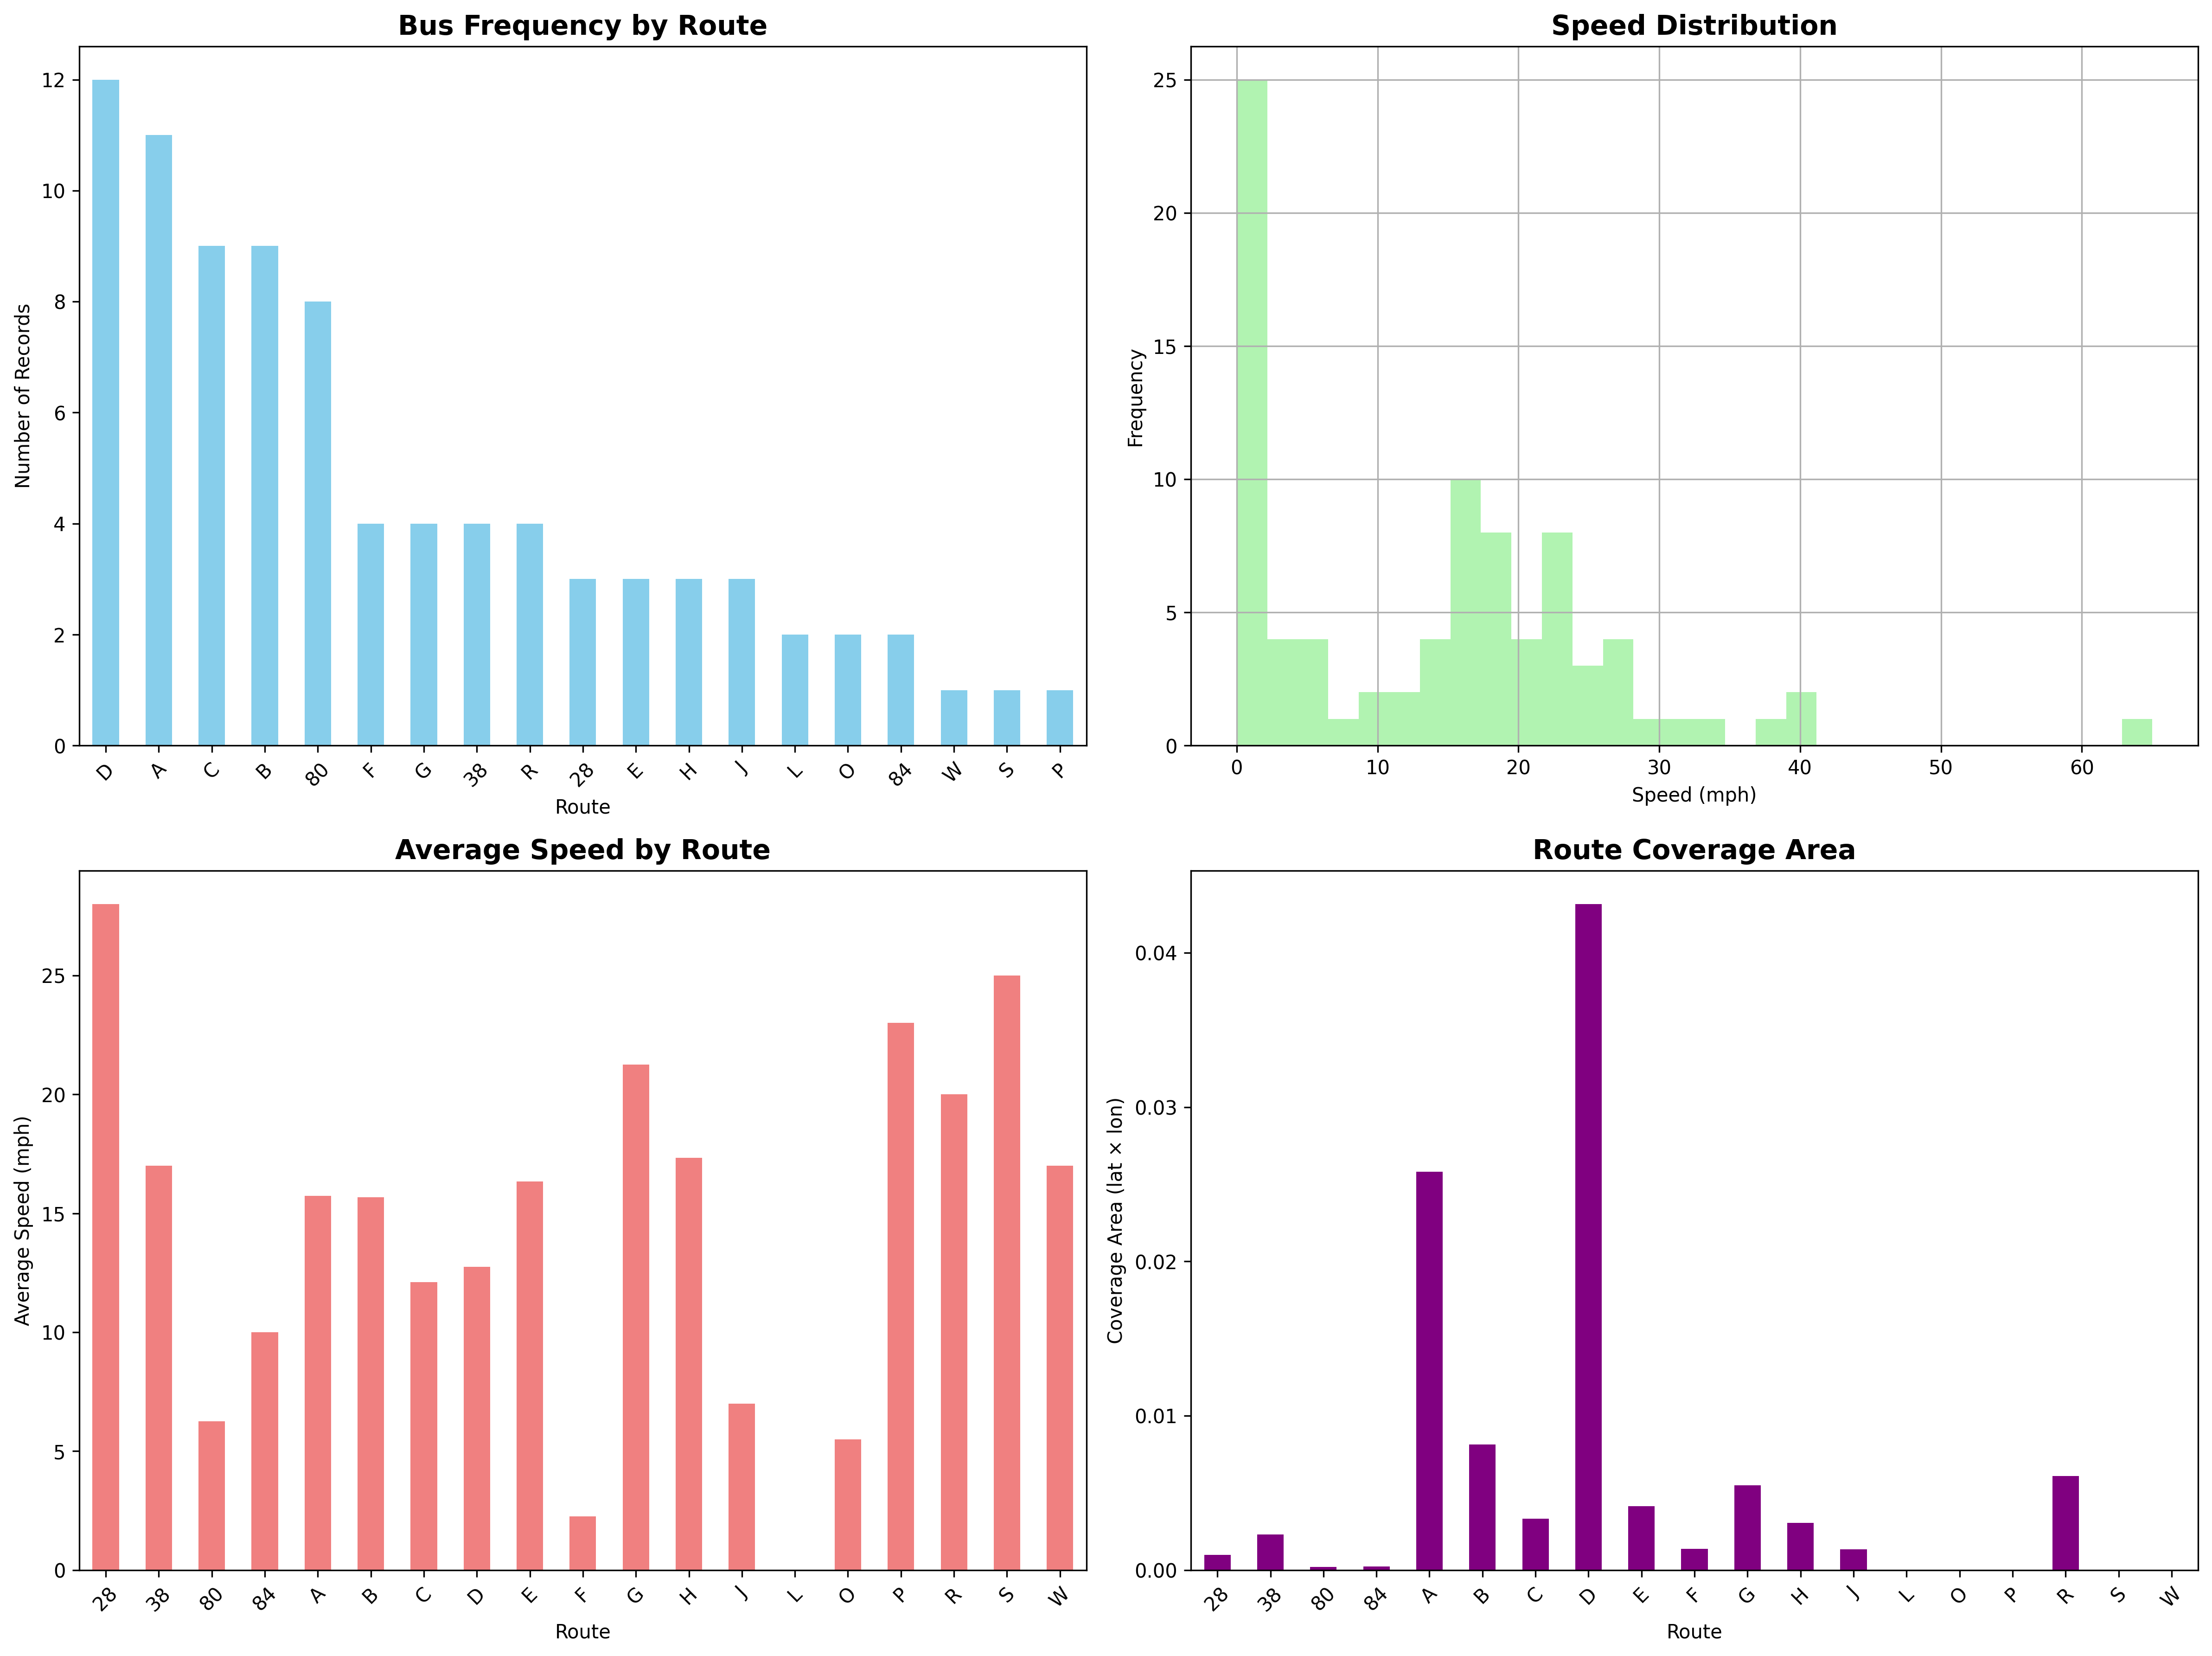 Bus Frequency by Route
Number of Records
12
10
8
6
4
2
0
D A C B 80 F G 38 R 28 E H J L O 84 W S P
Route
Speed Distribution
Frequency
25
20
15
10
5
0
0 10 20 30 40 50 60
Speed (mph)
Average Speed by Route
Average Speed (mph)
25
20
15
10
5
0
28 38 80 84 A B C D E F G H J L O P R S W
Route
Route Coverage Area
Coverage Area (lat × lon)
0.04
0.03
0.02
0.01
0.00
28 38 80 84 A B C D E F G H J L O P R S W
Route